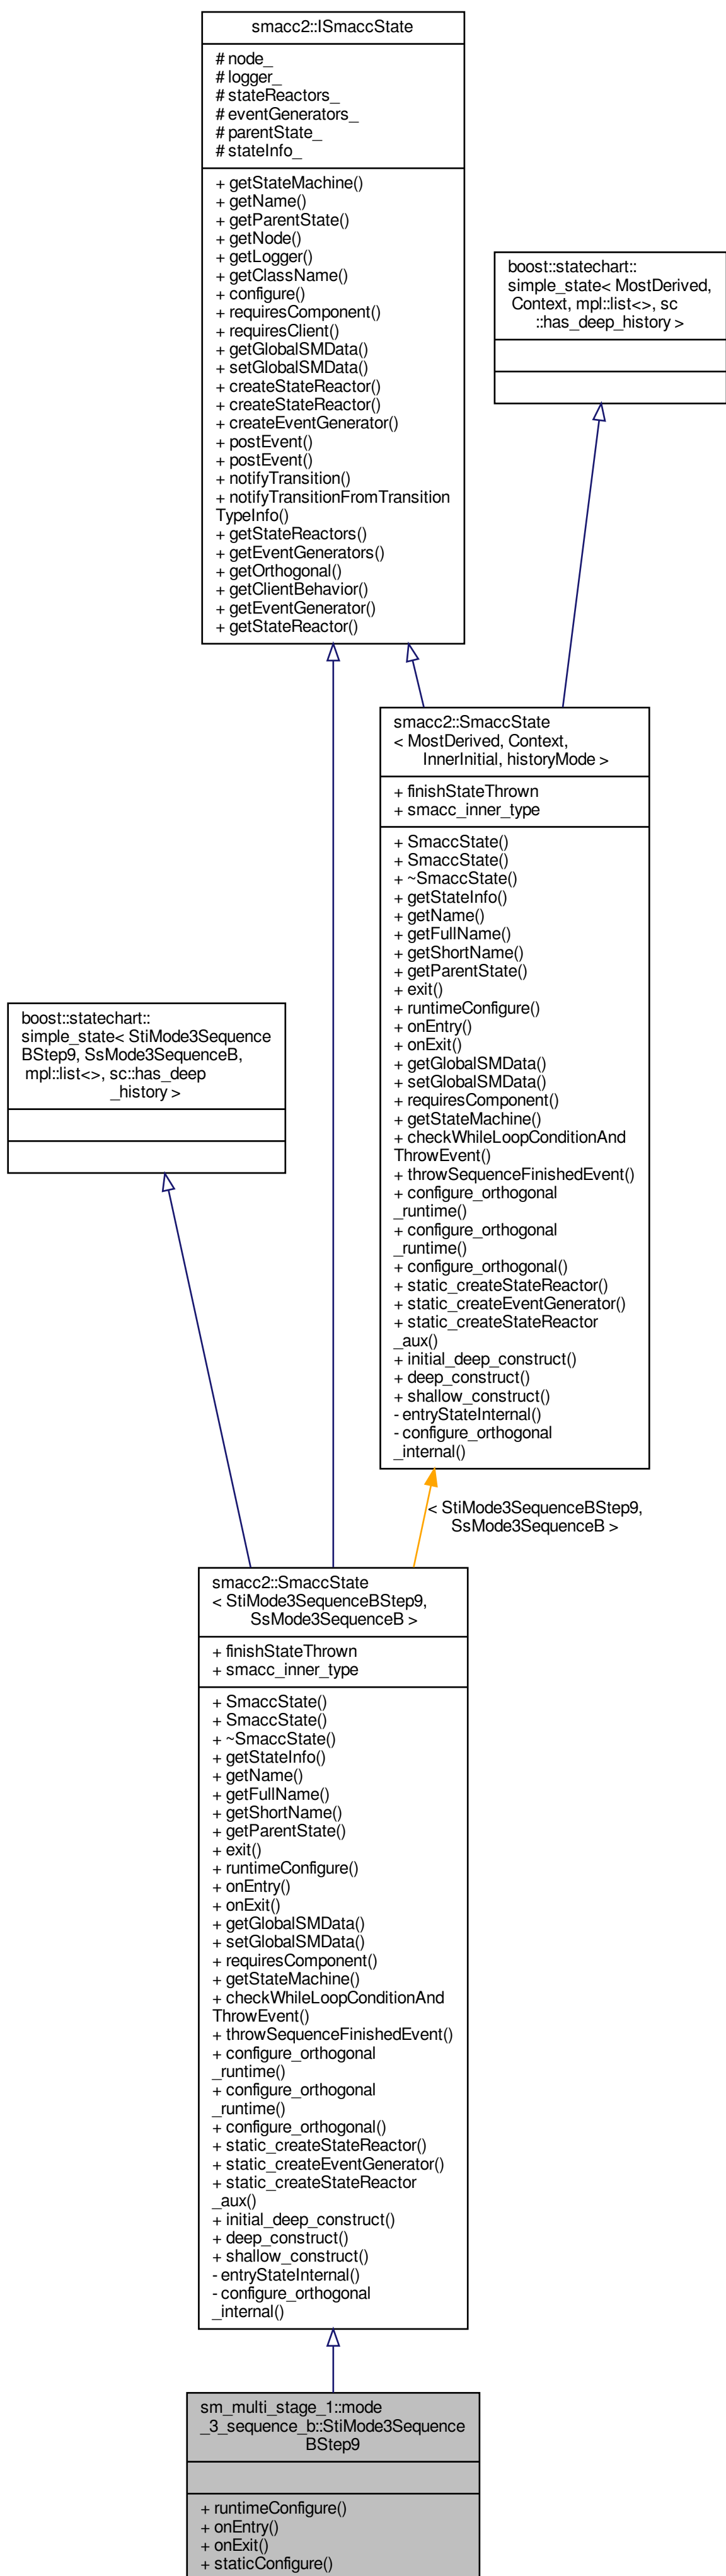 smacc2::ISmaccState
# node_
# logger_
# stateReactors_
# eventGenerators_
# parentState_
# stateInfo_
+ getStateMachine()
+ getName()
+ getParentState()
+ getNode()
+ getLogger()
+ getClassName()
+ configure()
+ requiresComponent()
+ requiresClient()
+ getGlobalSMData()
+ setGlobalSMData()
+ createStateReactor()
+ createStateReactor()
+ createEventGenerator()
+ postEvent()
+ postEvent()
+ notifyTransition()
+ notifyTransitionFromTransition
TypeInfo()
+ getStateReactors()
+ getEventGenerators()
+ getOrthogonal()
+ getClientBehavior()
+ getEventGenerator()
+ getStateReactor()
boost::statechart::
simple_state< MostDerived,
Context, mpl::list<>, sc
::has_deep_history >
smacc2::SmaccState
< MostDerived, Context,
InnerInitial, historyMode >
+ finishStateThrown
+ smacc_inner_type
+ SmaccState()
+ SmaccState()
+ ~SmaccState()
+ getStateInfo()
+ getName()
+ getFullName()
+ getShortName()
+ getParentState()
+ exit()
+ runtimeConfigure()
+ onEntry()
+ onExit()
+ getGlobalSMData()
+ setGlobalSMData()
+ requiresComponent()
+ getStateMachine()
+ checkWhileLoopConditionAnd
ThrowEvent()
+ throwSequenceFinishedEvent()
+ configure_orthogonal
_runtime()
+ configure_orthogonal
_runtime()
+ configure_orthogonal()
+ static_createStateReactor()
+ static_createEventGenerator()
+ static_createStateReactor
_aux()
+ initial_deep_construct()
+ deep_construct()
+ shallow_construct()
- entryStateInternal()
- configure_orthogonal
_internal()
boost::statechart::
simple_state< StiMode3Sequence
BStep9, SsMode3SequenceB,
mpl::list<>, sc::has_deep
_history >
< StiMode3SequenceBStep9,
SsMode3SequenceB >
smacc2::SmaccState
< StiMode3SequenceBStep9,
SsMode3SequenceB >
+ finishStateThrown
+ smacc_inner_type
+ SmaccState()
+ SmaccState()
+ ~SmaccState()
+ getStateInfo()
+ getName()
+ getFullName()
+ getShortName()
+ getParentState()
+ exit()
+ runtimeConfigure()
+ onEntry()
+ onExit()
+ getGlobalSMData()
+ setGlobalSMData()
+ requiresComponent()
+ getStateMachine()
+ checkWhileLoopConditionAnd
ThrowEvent()
+ throwSequenceFinishedEvent()
+ configure_orthogonal
_runtime()
+ configure_orthogonal
_runtime()
+ configure_orthogonal()
+ static_createStateReactor()
+ static_createEventGenerator()
+ static_createStateReactor
_aux()
+ initial_deep_construct()
+ deep_construct()
+ shallow_construct()
- entryStateInternal()
- configure_orthogonal
_internal()
sm_multi_stage_1::mode
_3_sequence_b::StiMode3Sequence
BStep9
+ runtimeConfigure()
+ onEntry()
+ onExit()
+ staticConfigure()